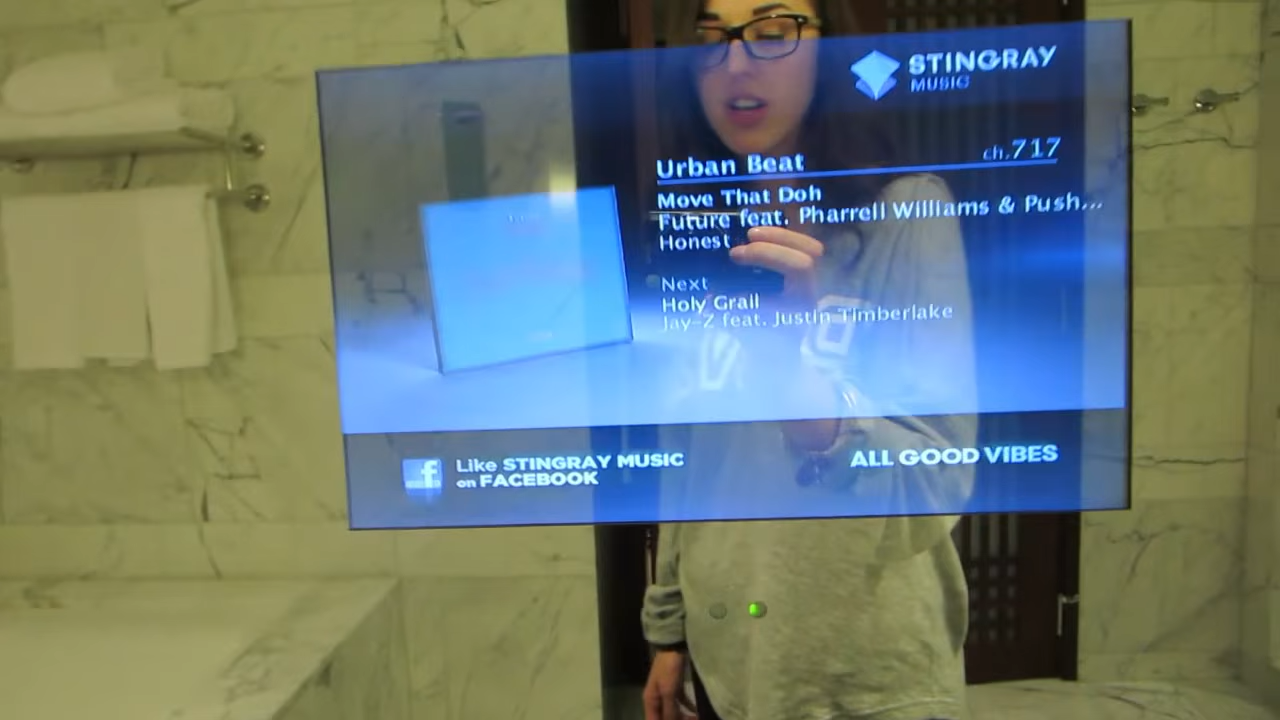 STINGRAY
MUSIC
Urban Beat
ch.717
Move That Doh
Future feat. Pharrell Williams & Push...
Honest
Next
Holy Grail
Jay-Z feat. Justin Timberlake
Like STINGRAY MUSIC
on FACEBOOK
ALL GOOD VIBES